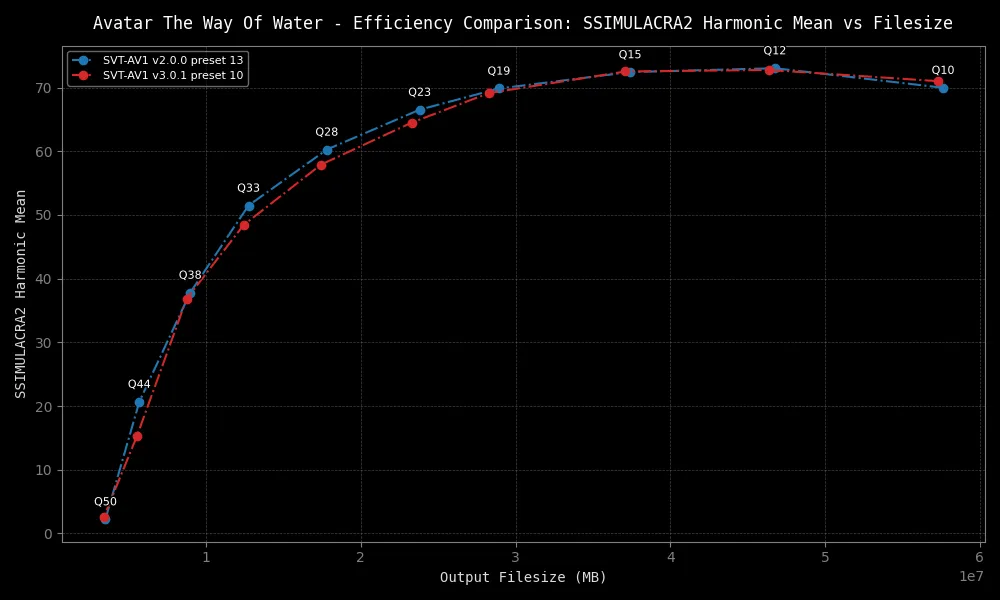 Avatar The Way Of Water - Efficiency Comparison: SSIMULACRA2 Harmonic Mean vs Filesize
SVT-AV1 v2.0.0 preset 13
SVT-AV1 v3.0.1 preset 10
Q50
Q44
Q38
Q33
Q28
Q23
Q19
Q15
Q12
Q10
SSIMULACRA2 Harmonic Mean
70
60
50
40
30
20
10
0
1
2
3
4
5
6
1e7
Output Filesize (MB)